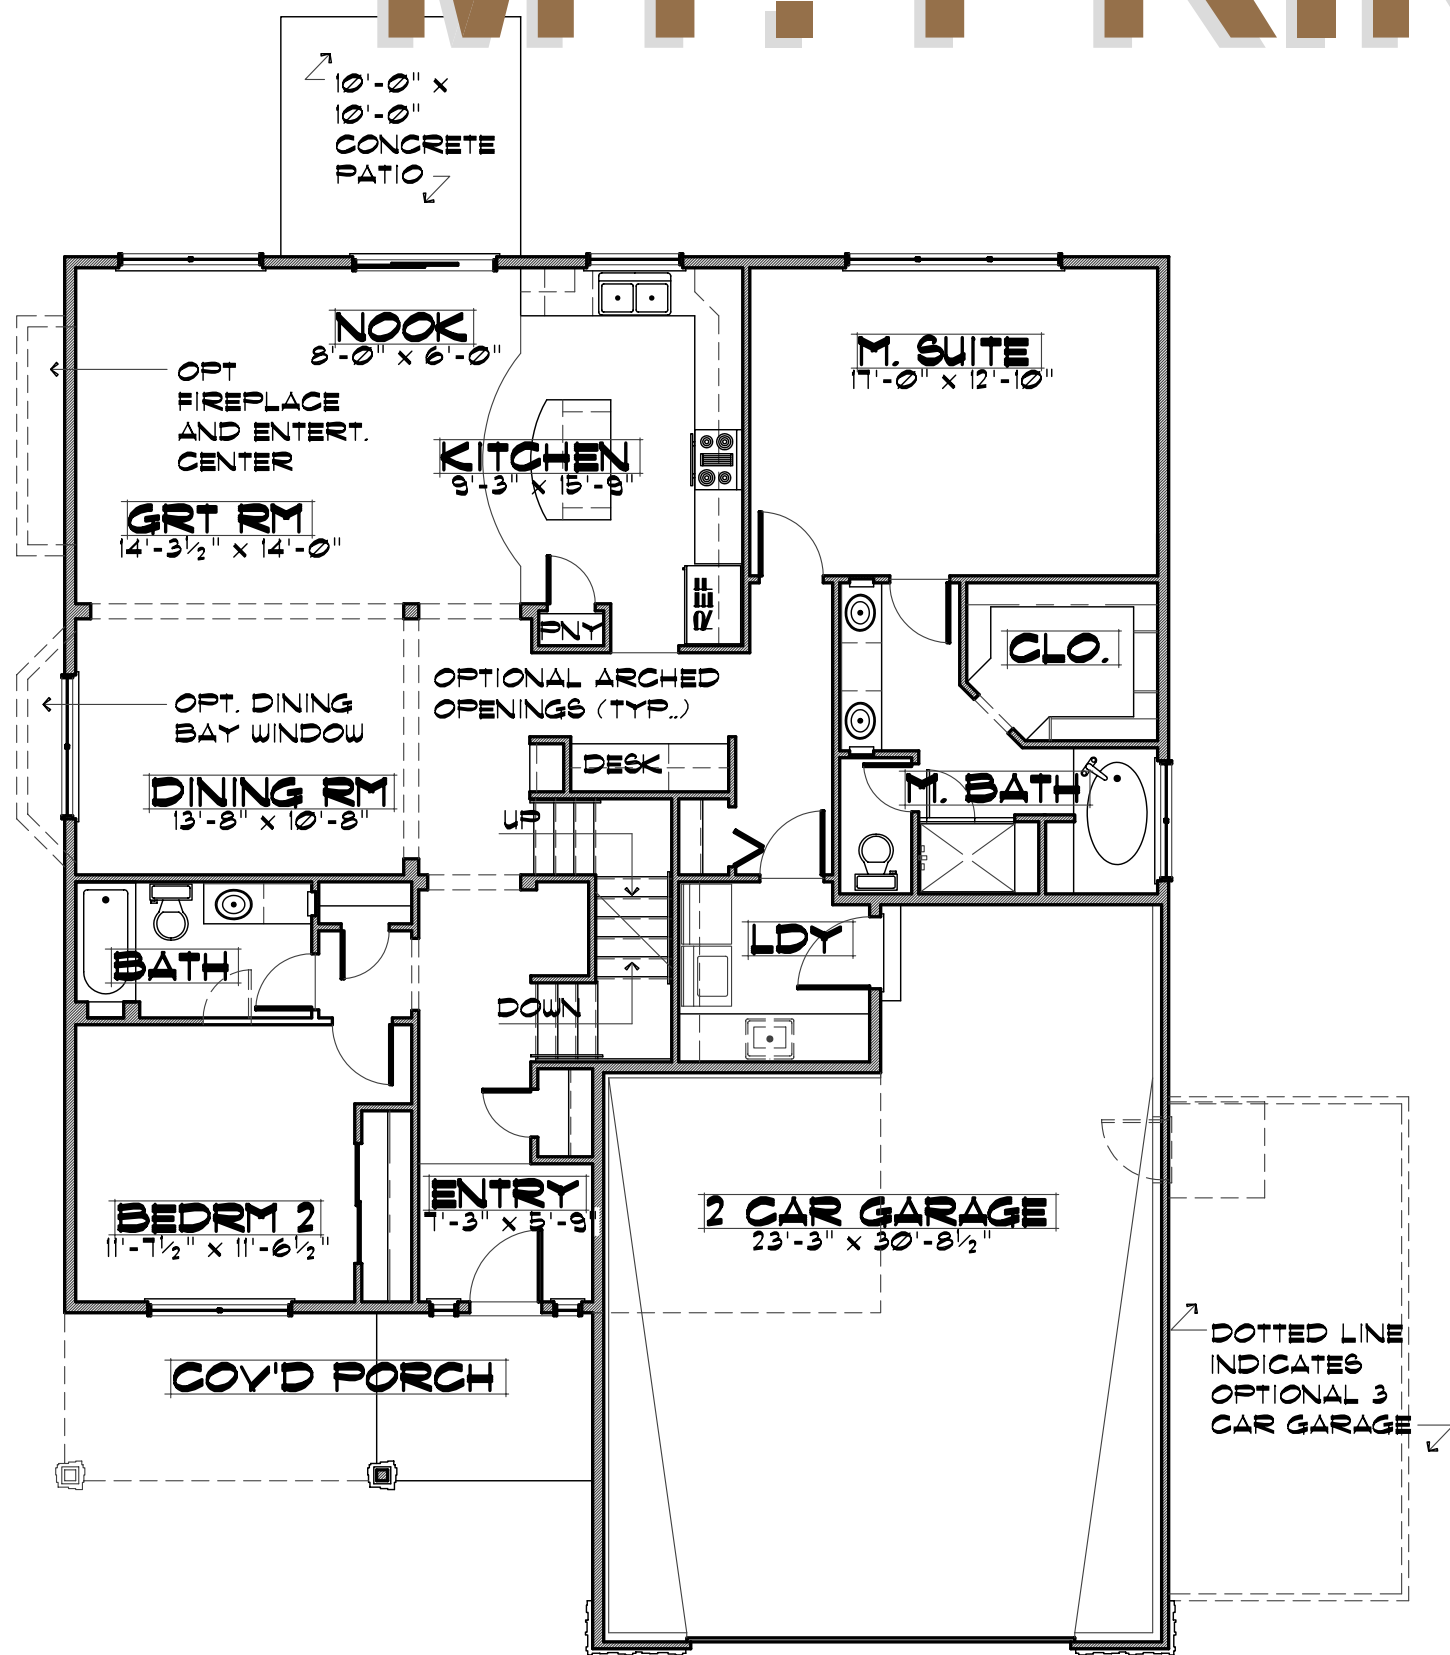 10'-0" x
10'-0"
CONCRETE
PATIO
NOOK
8'-0" x 6'-0"
M. SUITE
17'-0" x 12'-10"
OPT
FIREPLACE
AND ENTERT.
CENTER
KITCHEN
9'-3" x 15'-9"
GRT RM
14'-3½" x 14'-0"
REF
PNY
CLO.
OPTIONAL ARCHED
OPENINGS (TYP..)
OPT. DINING
BAY WINDOW
DESK
DINING RM
13'-8" x 10'-8"
M. BATH
UP
LDY
BATH
DOWN
ENTRY
7'-3" x 5'-9"
BEDRM 2
11'-7½" x 11'-6½"
2 CAR GARAGE
23'-3" x 30'-8½"
COV'D PORCH
DOTTED LINE
INDICATES
OPTIONAL 3
CAR GARAGE